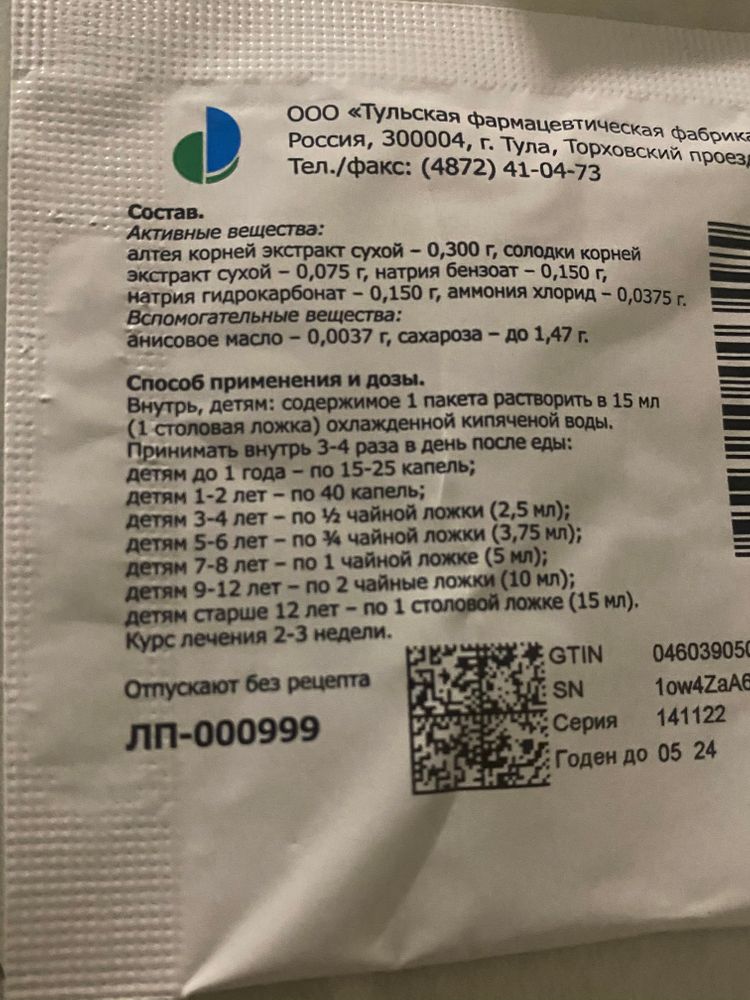 ООО «Тульская фармацевтическая фабрика
Россия, 300004, г. Тула, Торховский проезд
Тел./факс: (4872) 41-04-73
Состав.
Активные вещества:
алтея корней экстракт сухой – 0,300 г, солодки корней
экстракт сухой – 0,075 г, натрия бензоат – 0,150 г,
натрия гидрокарбонат – 0,150 г, аммония хлорид – 0,0375 г.
Вспомогательные вещества:
анисовое масло – 0,0037 г, сахароза – до 1,47 г.
Способ применения и дозы.
Внутрь, детям: содержимое 1 пакета растворить в 15 мл
(1 столовая ложка) охлажденной кипяченой воды.
Принимать внутрь 3-4 раза в день после еды:
детям до 1 года – по 15-25 капель;
детям 1-2 лет – по 40 капель;
детям 3-4 лет – по ½ чайной ложки (2,5 мл);
детям 5-6 лет – по ¾ чайной ложки (3,75 мл);
детям 7-8 лет – по 1 чайной ложке (5 мл);
детям 9-12 лет – по 2 чайные ложки (10 мл);
детям старше 12 лет – по 1 столовой ложке (15 мл).
Курс лечения 2-3 недели.
Отпускают без рецепта
ЛП-000999
GTIN 046039050
SN 1ow4ZaA6
Серия 141122
Годен до 05 24